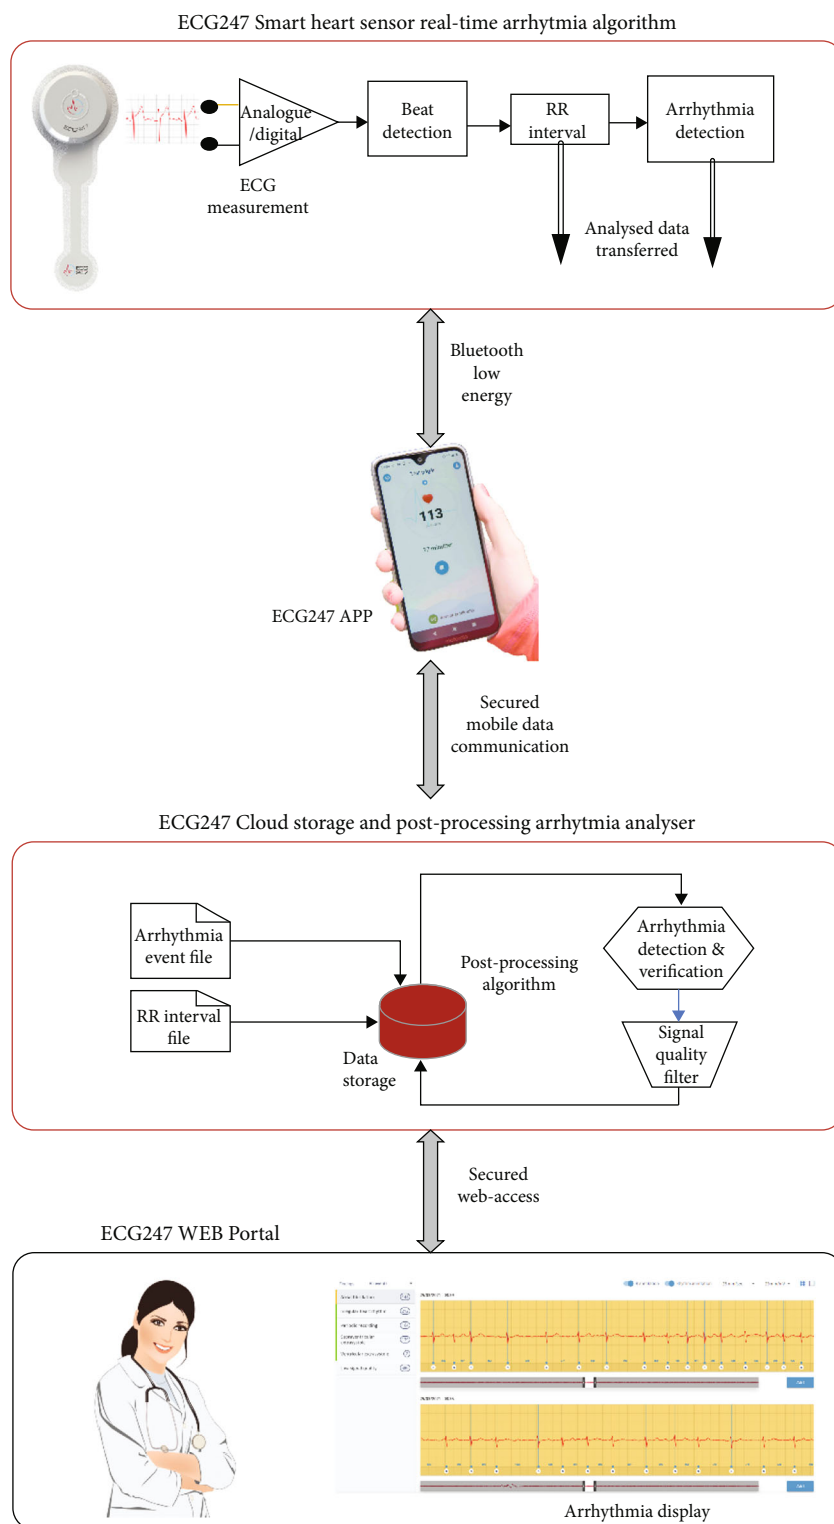 ECG247 Smart heart sensor real-time arrhytmia algorithm
Analogue
/digital
Beat
detection
RR
interval
Arrhythmia
detection
ECG
measurement
Analysed data
transferred
Bluetooth
low
energy
113
ECG247 APP
Secured
mobile data
communication
ECG247 Cloud storage and post-processing arrhytmia analyser
Arrhythmia
event file
RR interval
file
Data
storage
Post-processing
algorithm
Arrhythmia
detection &
verification
Signal
quality
filter
Secured
web-access
ECG247 WEB Portal
Arrhythmia display